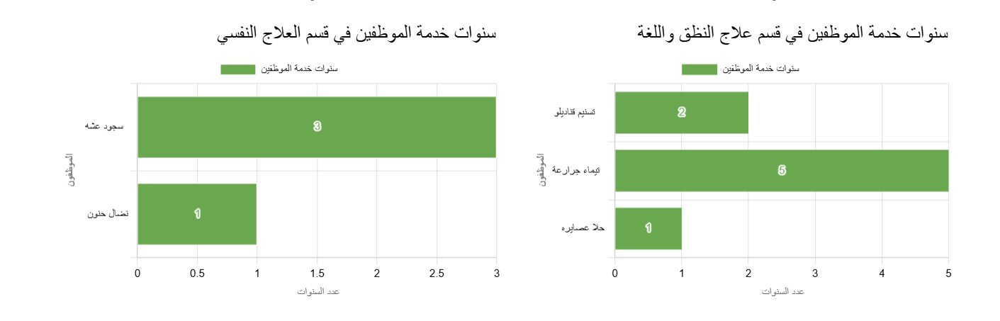 سنوات خدمة الموظفين في قسم علاج النظق واللغة
سنوات خدمة الموظفين
الموظفون
تسنيم قناديلو
2
تيماء جرارعة
5
حلا عصايره
1
0 1 2 3 4 5
عدد السنوات
سنوات خدمة الموظفين في قسم العلاج النفسي
سنوات خدمة الموظفين
الموظفون
سجود عشه
3
نضال حنون
1
0 0.5 1 1.5 2 2.5 3
عدد السنوات